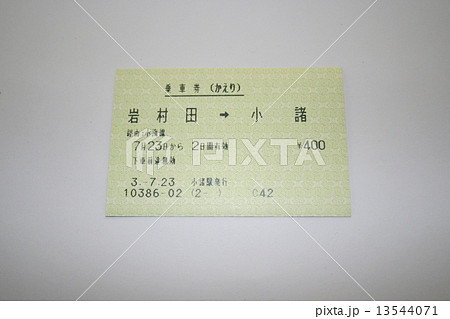 乗車券 (かえり)
岩村田 → 小諸
経由:小海線
7月23日から 2日間有効 ¥400
下車前途無効
3.-7.23 小諸駅発行
10386-02 (2- ) C42
PIXTA
pixta.jp - 13544071